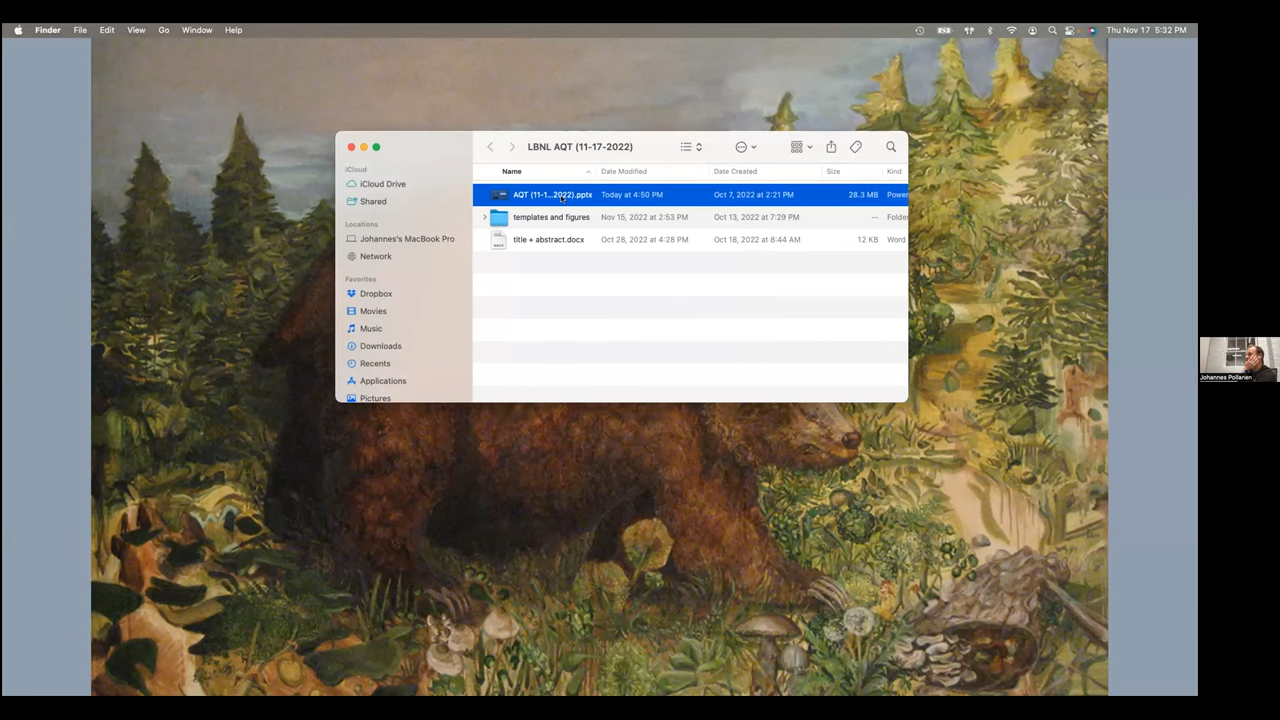 Finder File Edit View Go Window Help Thu Nov 17 5:32 PM
LBNL AQT (11-17-2022)
iCloud
iCloud Drive
Shared
Locations
Johannes's MacBook Pro
Network
Favorites
Dropbox
Movies
Music
Downloads
Recents
Applications
Pictures
Name Date Modified Date Created Size Kind
AQT (11-1...2022).pptx Today at 4:50 PM Oct 7, 2022 at 2:21 PM 28.3 MB Power
templates and figures Nov 15, 2022 at 2:53 PM Oct 13, 2022 at 7:29 PM -- Folder
title + abstract.docx Oct 28, 2022 at 4:28 PM Oct 18, 2022 at 8:44 AM 12 KB Word
Johannes Pollanen